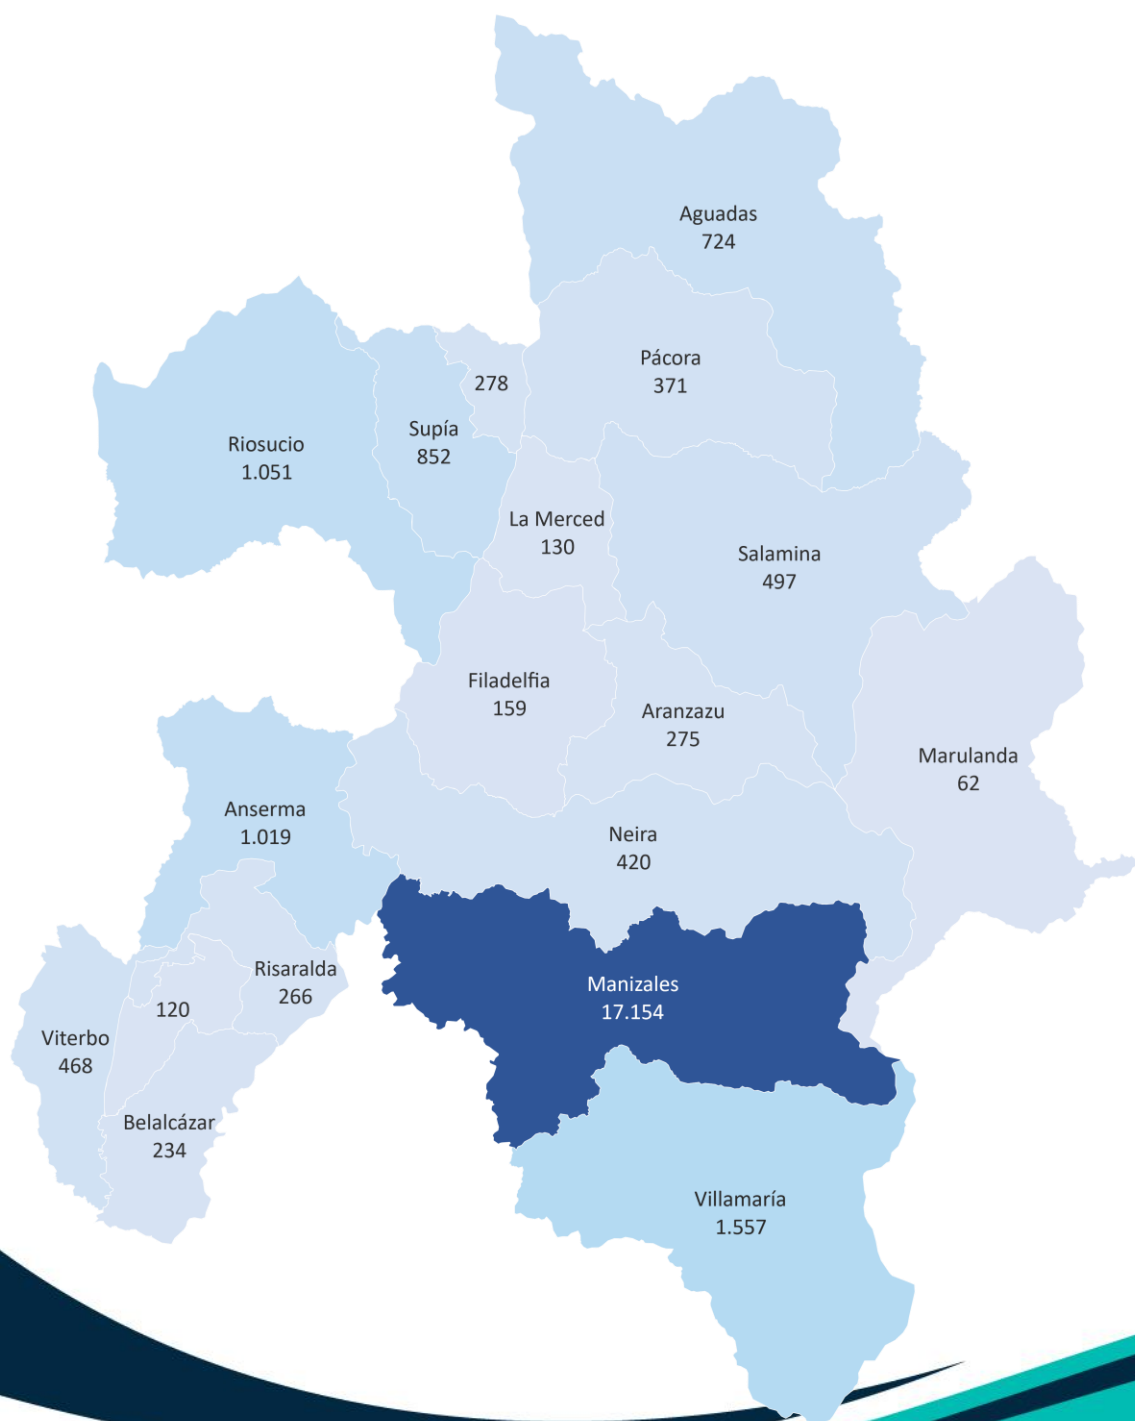 Aguadas
724
Pácora
371
278
Supía
852
Riosucio
1.051
La Merced
130
Salamina
497
Filadelfia
159
Aranzazu
275
Marulanda
62
Anserma
1.019
Neira
420
Risaralda
266
Manizales
17.154
120
Viterbo
468
Belalcázar
234
Villamaría
1.557